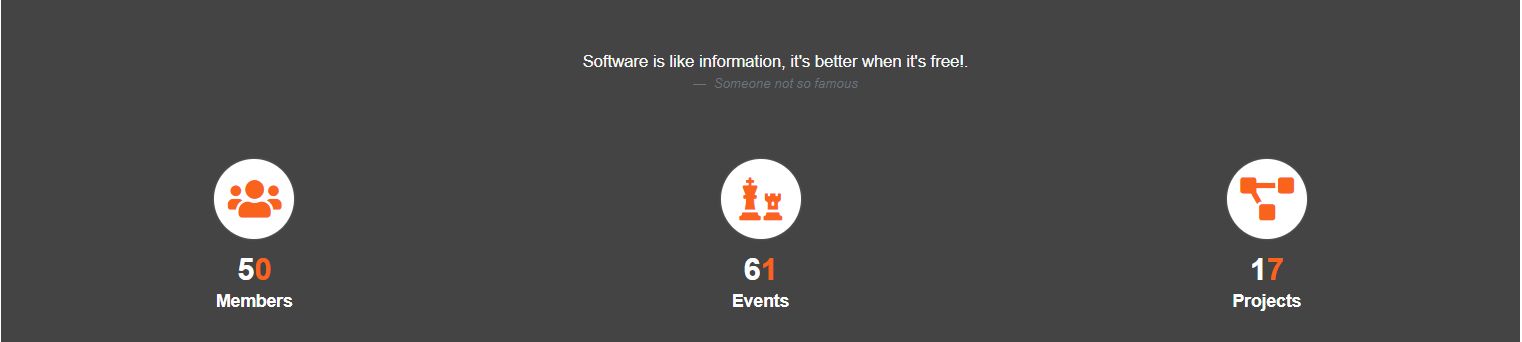 Software is like information, it's better when it's free!.
— Someone not so famous
50
61
17
Members
Events
Projects